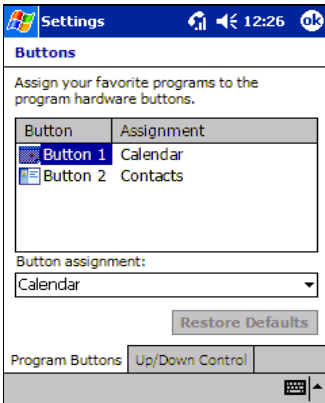 Settings 12:26 ok
Buttons
Assign your favorite programs to the
program hardware buttons.
Button Assignment
Button 1 Calendar
Button 2 Contacts
Button assignment:
Calendar
Restore Defaults
Program Buttons Up/Down Control